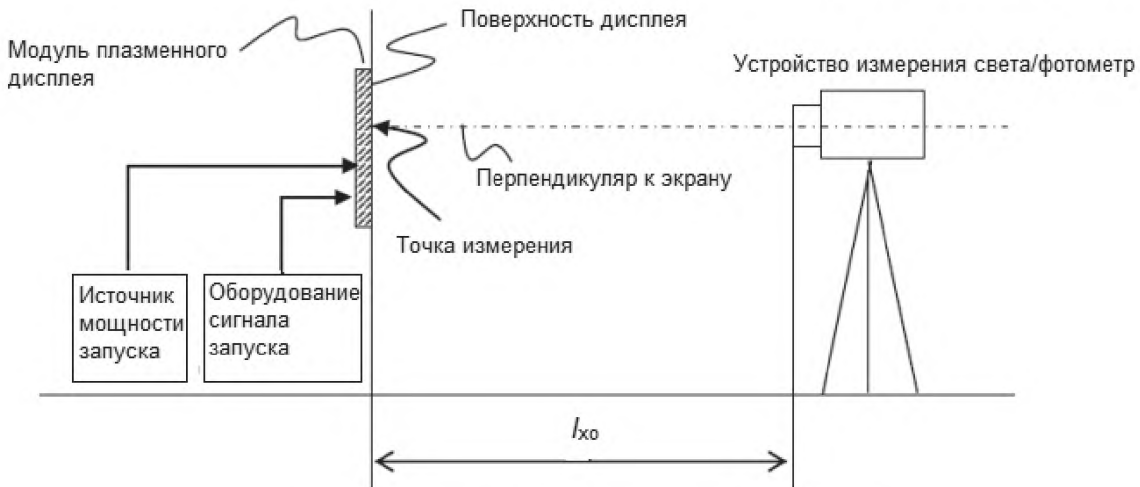 Поверхность дисплея
Модуль плазменного
дисплея
Устройство измерения света/фотометр
Перпендикуляр к экрану
Точка измерения
Источник
мощности
запуска
Оборудование
сигнала
запуска
lхо